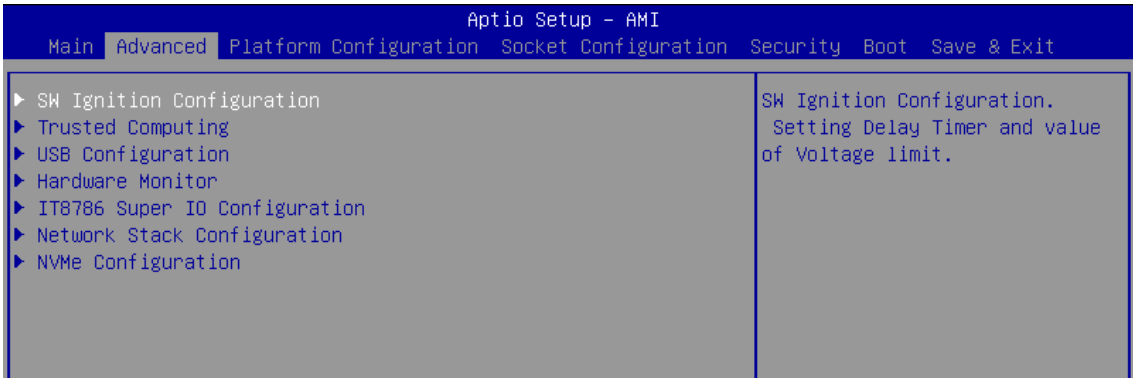 Aptio Setup – AMI
Main Advanced Platform Configuration Socket Configuration Security Boot Save & Exit
▶ SW Ignition Configuration
▶ Trusted Computing
▶ USB Configuration
▶ Hardware Monitor
▶ IT8786 Super IO Configuration
▶ Network Stack Configuration
▶ NVMe Configuration
SW Ignition Configuration.
Setting Delay Timer and value
of Voltage limit.